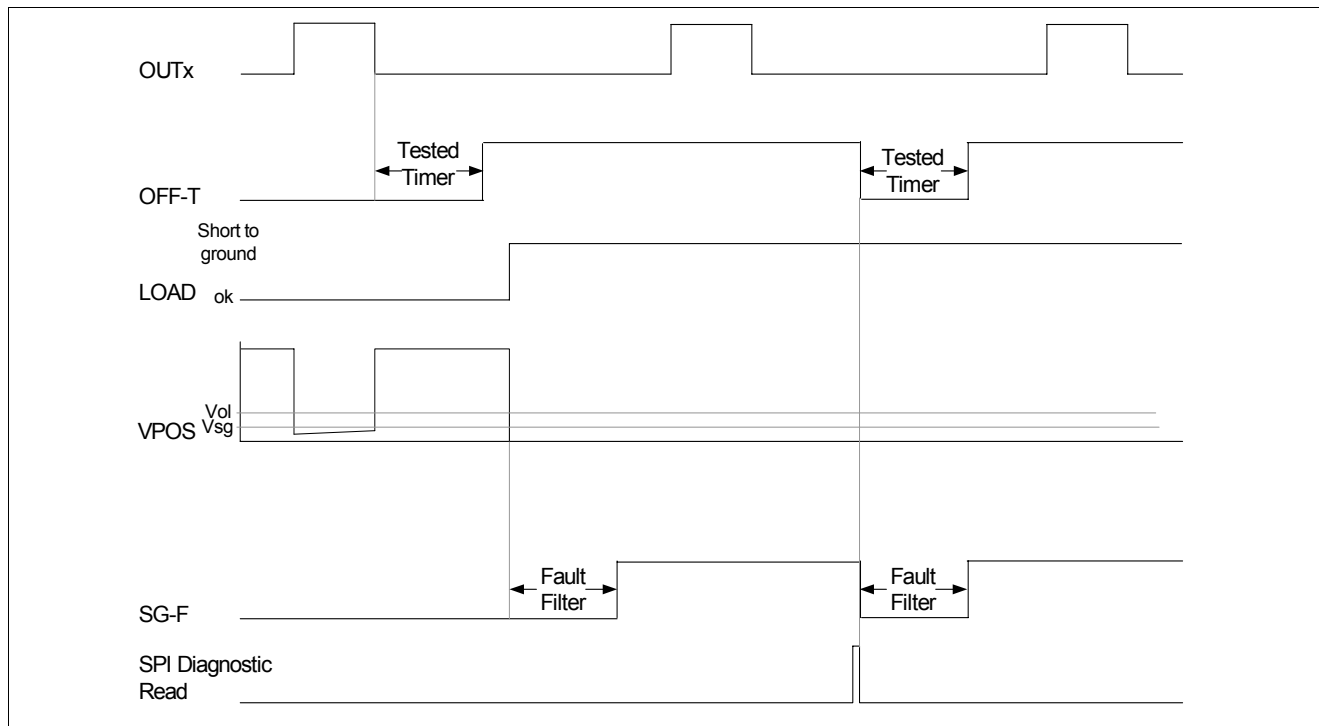 OUTx
Tested
Timer
Tested
Timer
OFF-T
Short to
ground
LOAD ok
Vol
VPOS Vsg
Fault
Filter
Fault
Filter
SG-F
SPI Diagnostic
Read